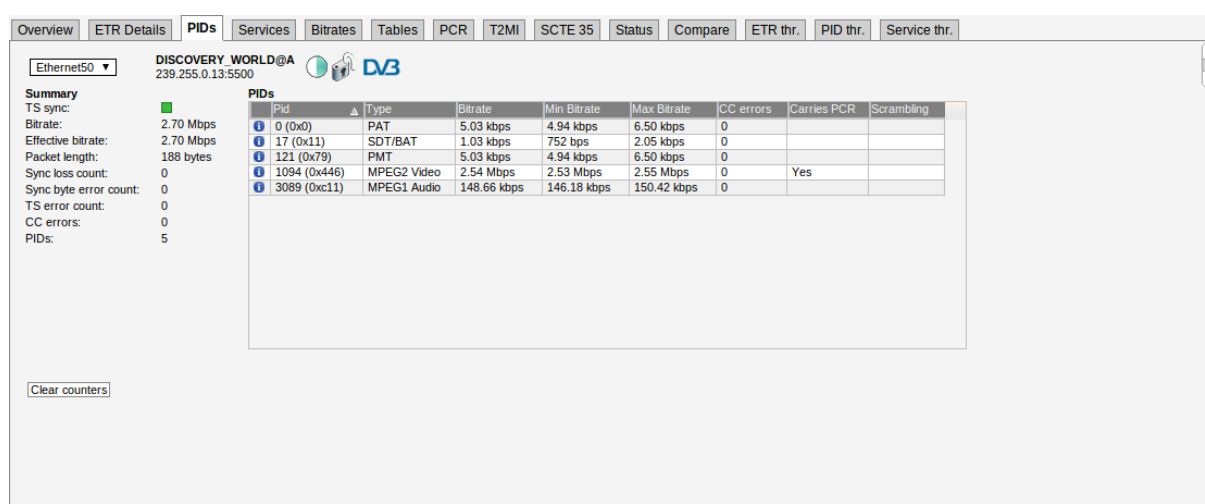 Overview ETR Details PIDs Services Bitrates Tables PCR T2MI SCTE 35 Status Compare ETR thr. PID thr. Service thr.
Ethernet50 DISCOVERY_WORLD@A
239.255.0.13:5500
DVB
Summary
TS sync:
Bitrate: 2.70 Mbps
Effective bitrate: 2.70 Mbps
Packet length: 188 bytes
Sync loss count: 0
Sync byte error count: 0
TS error count: 0
CC errors: 0
PIDs: 5
PIDs
Pid Type Bitrate Min Bitrate Max Bitrate CC errors Carries PCR Scrambling
0 (0x0) PAT 5.03 kbps 4.94 kbps 6.50 kbps 0
17 (0x11) SDT/BAT 1.03 kbps 752 bps 2.05 kbps 0
121 (0x79) PMT 5.03 kbps 4.94 kbps 6.50 kbps 0
1094 (0x446) MPEG2 Video 2.54 Mbps 2.53 Mbps 2.55 Mbps 0 Yes
3089 (0xc11) MPEG1 Audio 148.66 kbps 146.18 kbps 150.42 kbps 0
Clear counters